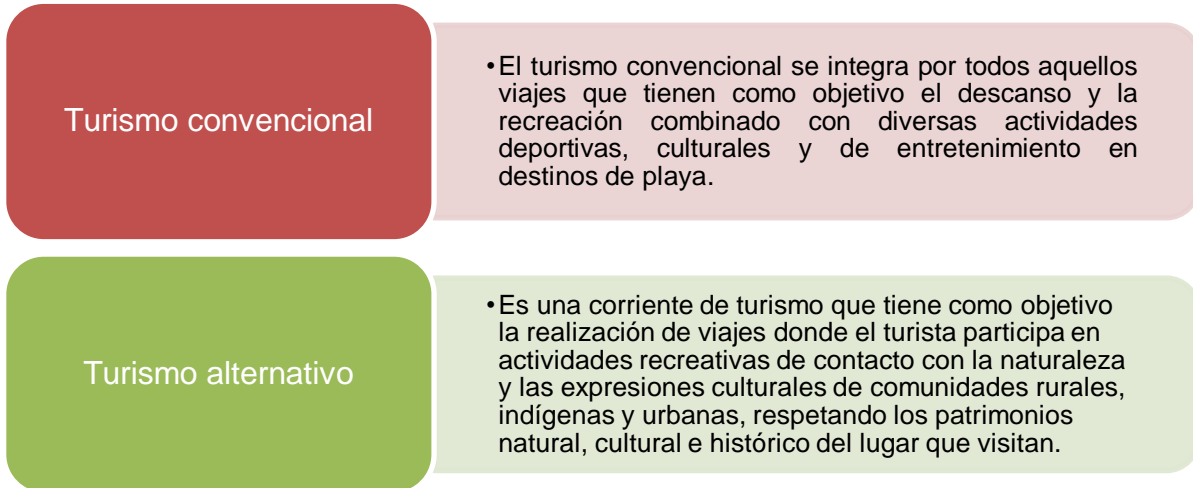 Turismo convencional
•El turismo convencional se integra por todos aquellos
viajes que tienen como objetivo el descanso y la
recreación combinado con diversas actividades
deportivas, culturales y de entretenimiento en
destinos de playa.
Turismo alternativo
•Es una corriente de turismo que tiene como objetivo
la realización de viajes donde el turista participa en
actividades recreativas de contacto con la naturaleza
y las expresiones culturales de comunidades rurales,
indígenas y urbanas, respetando los patrimonios
natural, cultural e histórico del lugar que visitan.